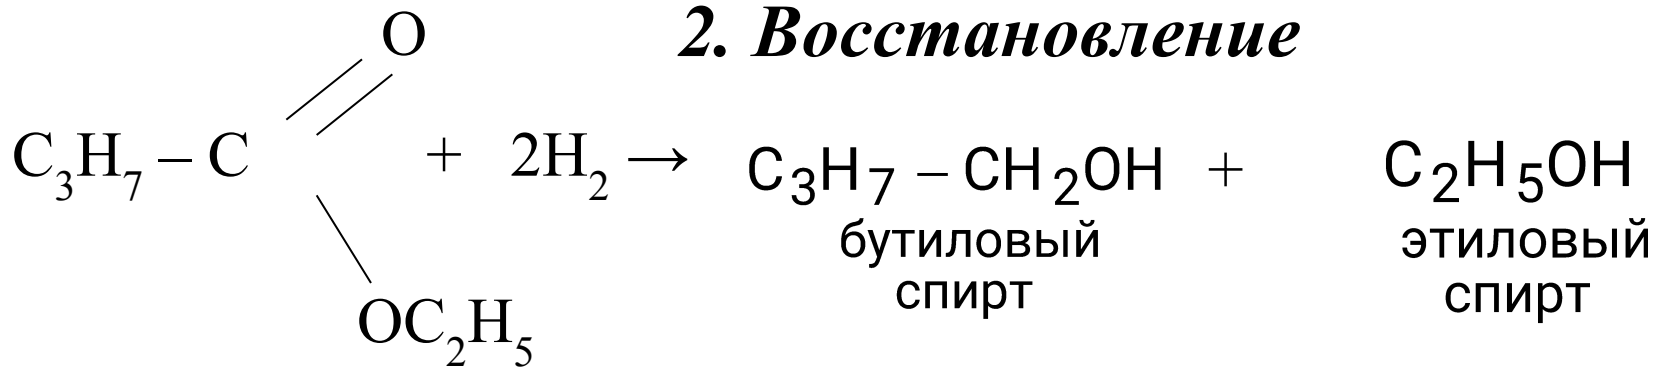 2. Восстановление
O
C₃H₇ – C + 2H₂ → C₃H₇ – CH₂OH + C₂H₅OH
OC₂H₅
бутиловый спирт
этиловый спирт